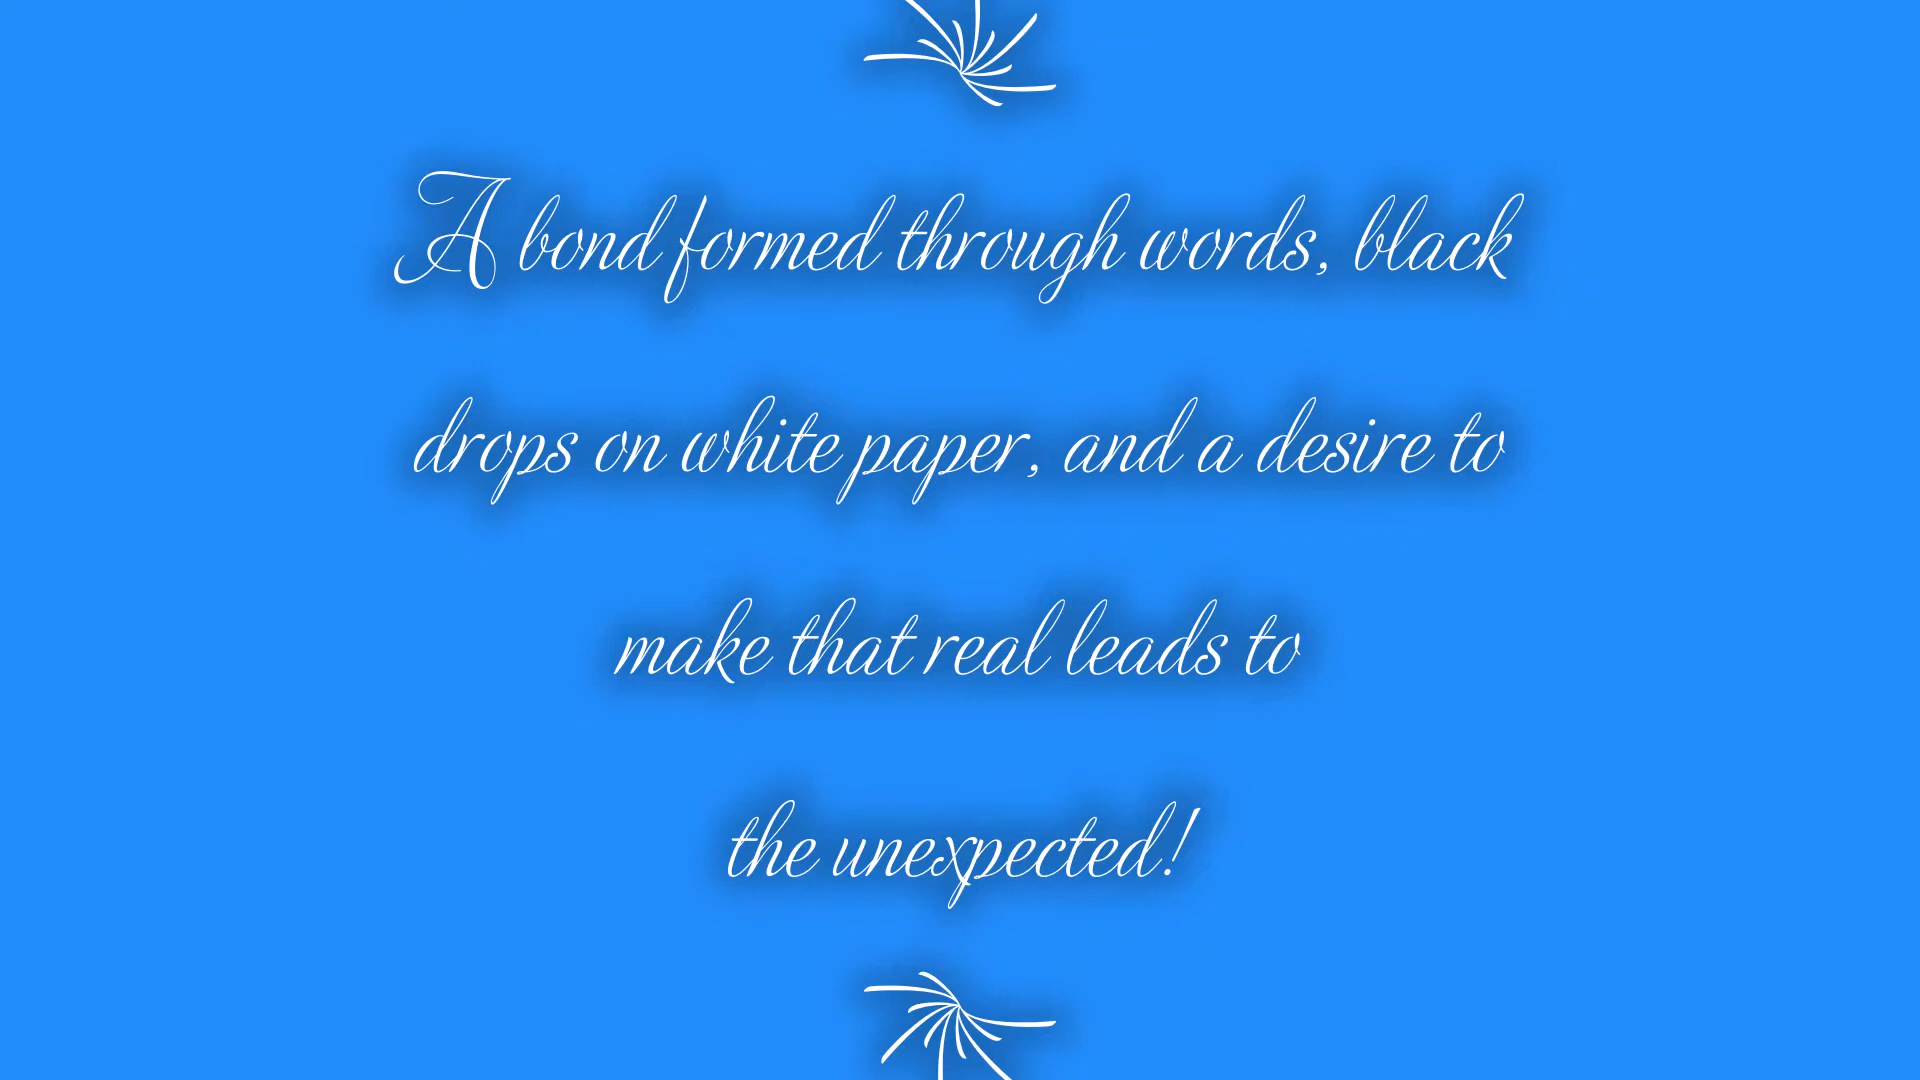 A bond formed through words, black
drops on white paper, and a desire to
make that real leads to
the unexpected!